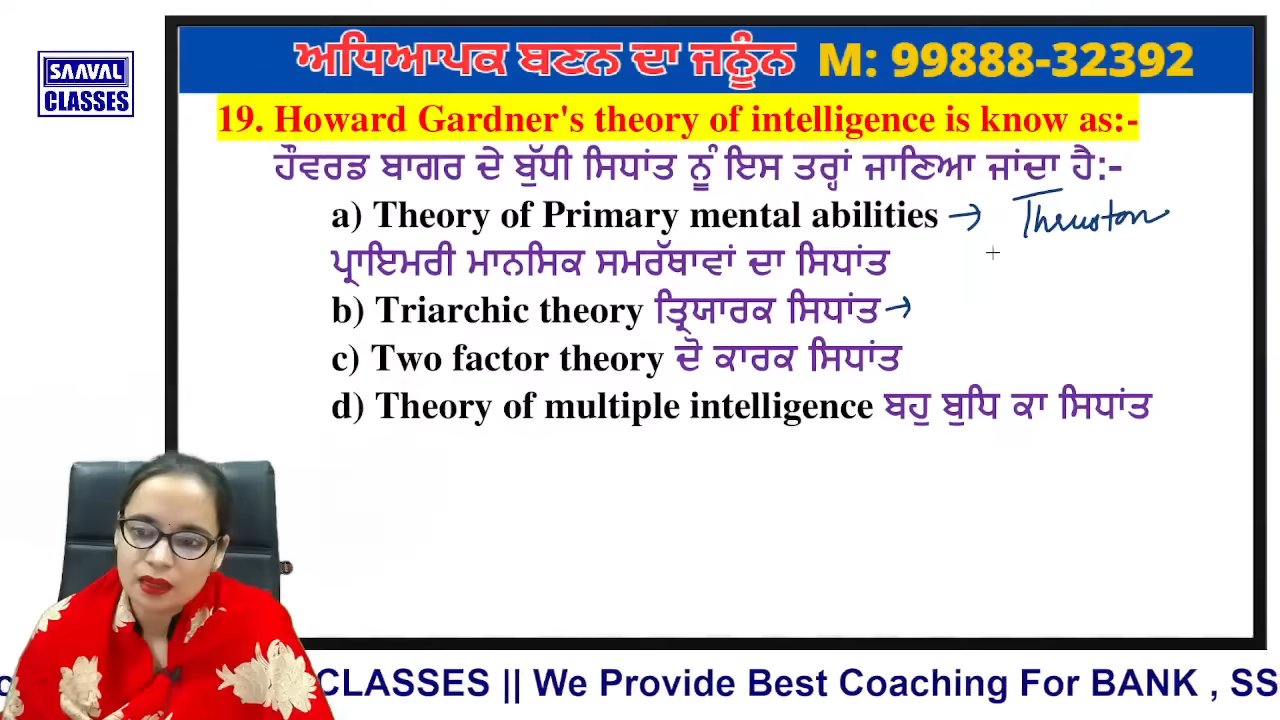 SAAVAL
CLASSES
ਅਧਿਆਪਕ ਬਣਨ ਦਾ ਜਨੂੰਨ M: 99888-32392
19. Howard Gardner's theory of intelligence is know as:-
ਹੌਵਰਡ ਬਾਗਰ ਦੇ ਬੁੱਧੀ ਸਿਧਾਂਤ ਨੂੰ ਇਸ ਤਰ੍ਹਾਂ ਜਾਣਿਆ ਜਾਂਦਾ ਹੈ:-
a) Theory of Primary mental abilities → Thruston
ਪ੍ਰਾਇਮਰੀ ਮਾਨਸਿਕ ਸਮਰੱਥਾਵਾਂ ਦਾ ਸਿਧਾਂਤ
b) Triarchic theory ਤ੍ਰਿਯਾਰਕ ਸਿਧਾਂਤ →
c) Two factor theory ਦੋ ਕਾਰਕ ਸਿਧਾਂਤ
d) Theory of multiple intelligence ਬਹੁ ਬੁਧਿ ਕਾ ਸਿਧਾਂਤ
CLASSES || We Provide Best Coaching For BANK , SS